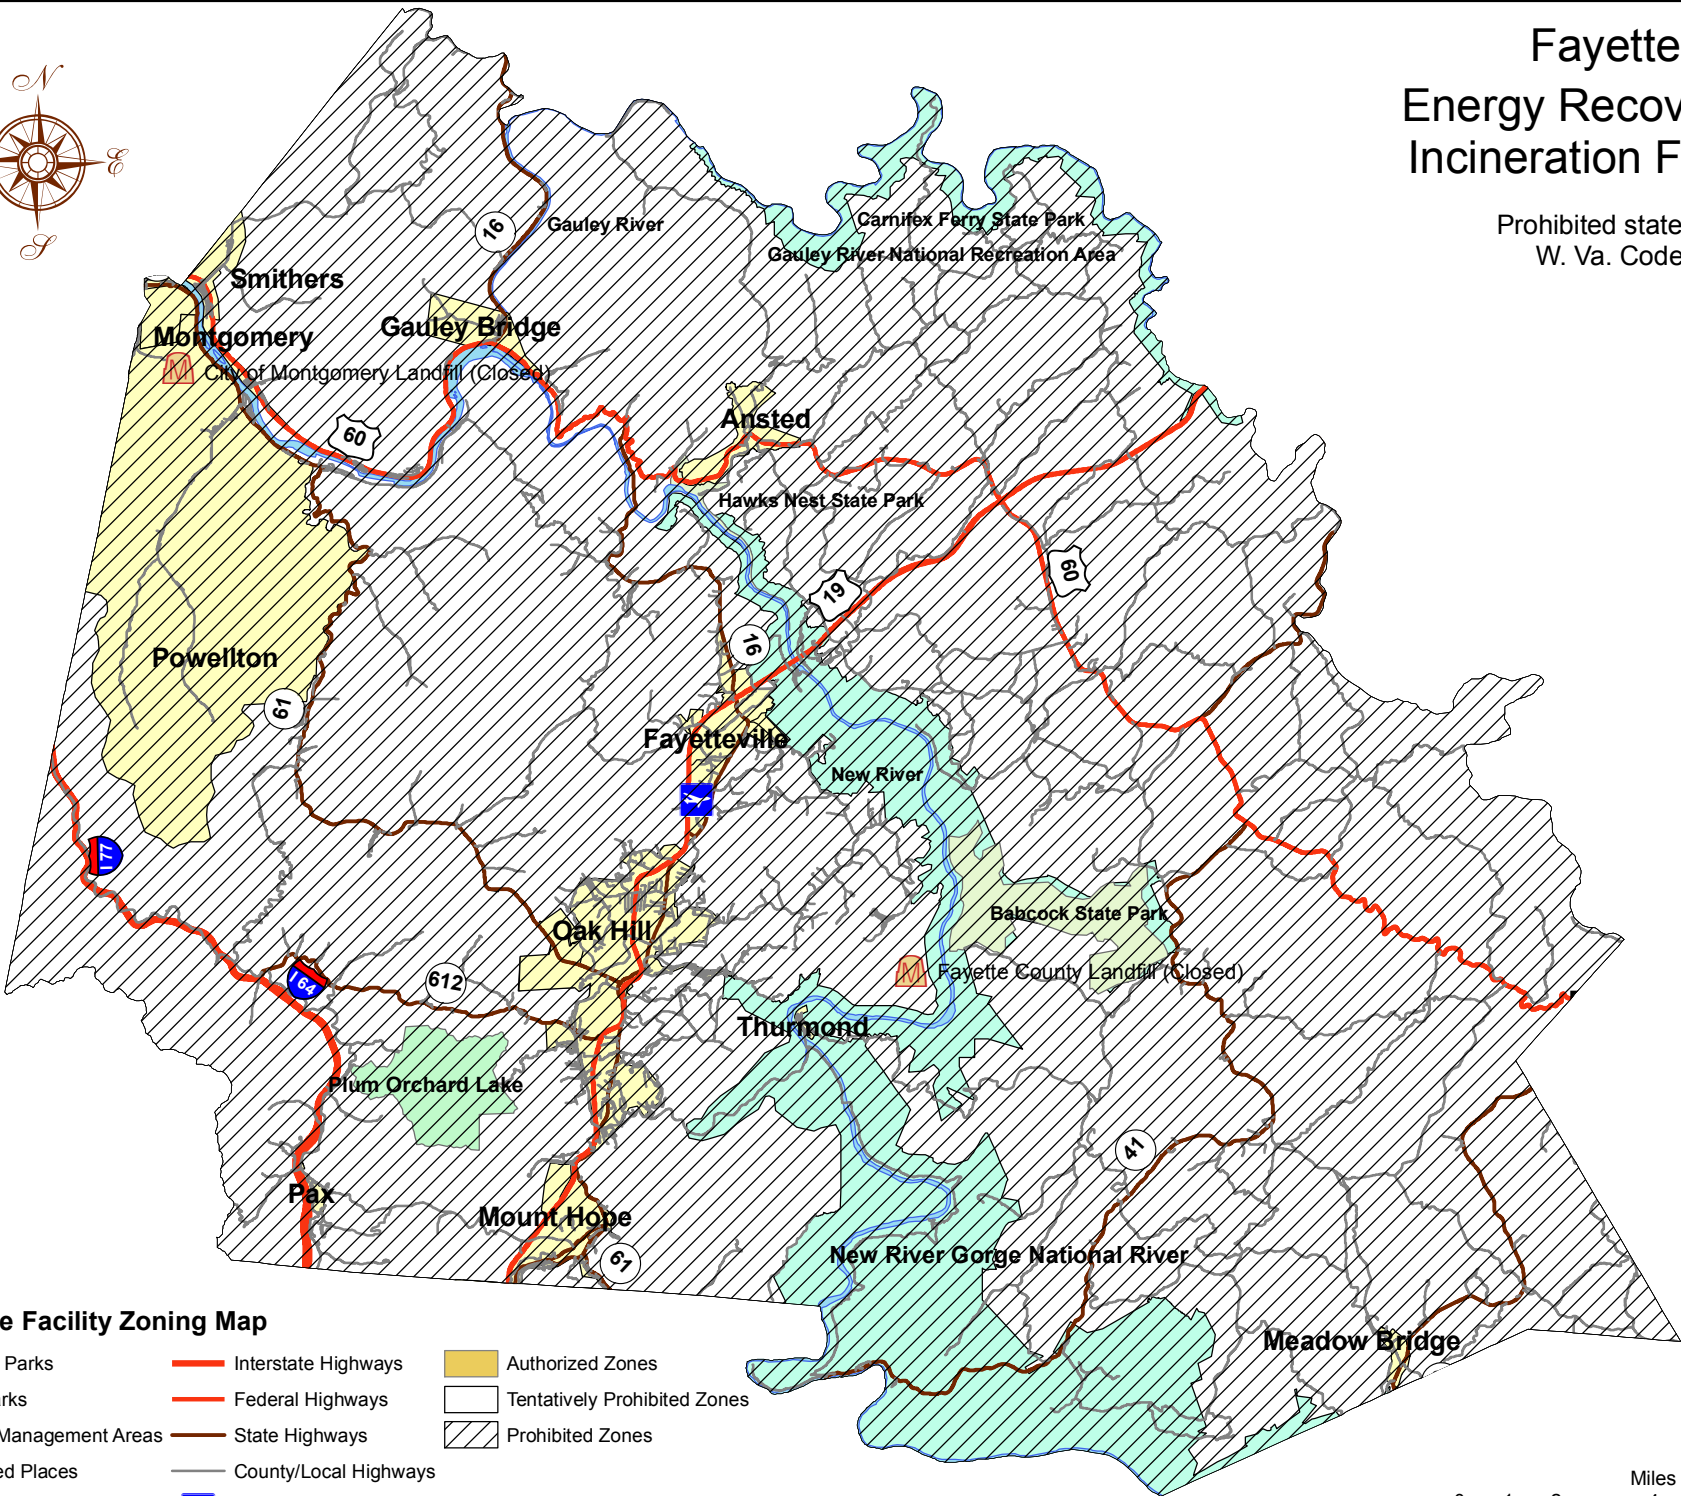 Fayette
Energy Recov
Incineration F
Prohibited state
W. Va. Code
N
E
S
16
Gauley River
Carnifex Ferry State Park
Gauley River National Recreation Area
Smithers
Montgomery
Gauley Bridge
M City of Montgomery Landfill (Closed)
60
Ansted
Hawks Nest State Park
60
19
16
Powellton
61
Fayetteville
New River
77
Babcock State Park
Oak Hill
M Fayette County Landfill (Closed)
64
612
Thurmond
Plum Orchard Lake
41
Pax
Mount Hope
61
New River Gorge National River
Meadow Bridge
e Facility Zoning Map
Parks
Interstate Highways
Authorized Zones
rks
Federal Highways
Tentatively Prohibited Zones
Management Areas
State Highways
Prohibited Zones
ed Places
County/Local Highways
Miles